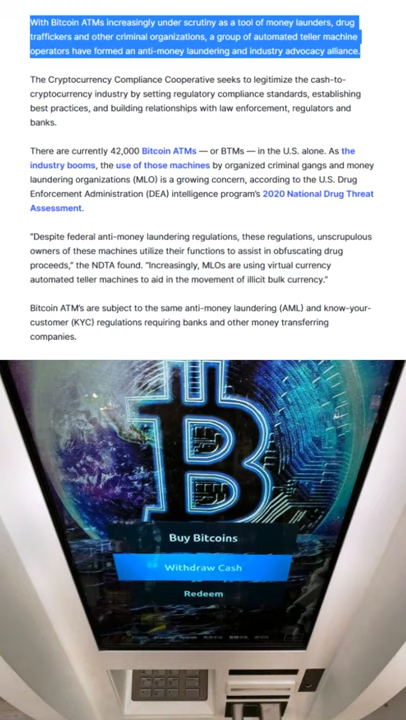 With Bitcoin ATMs increasingly under scrutiny as a tool of money launders, drug
traffickers and other criminal organizations, a group of automated teller machine
operators have formed an anti-money laundering and industry advocacy alliance.
The Cryptocurrency Compliance Cooperative seeks to legitimize the cash-to-
cryptocurrency industry by setting regulatory compliance standards, establishing
best practices, and building relationships with law enforcement, regulators and
banks.
There are currently 42,000 Bitcoin ATMs — or BTMs — in the U.S. alone. As the
industry booms, the use of those machines by organized criminal gangs and money
laundering organizations (MLO) is a growing concern, according to the U.S. Drug
Enforcement Administration (DEA) intelligence program's 2020 National Drug Threat
Assessment.
"Despite federal anti-money laundering regulations, these regulations, unscrupulous
owners of these machines utilize their functions to assist in obfuscating drug
proceeds," the NDTA found. "Increasingly, MLOs are using virtual currency
automated teller machines to aid in the movement of illicit bulk currency."
Bitcoin ATM's are subject to the same anti-money laundering (AML) and know-your-
customer (KYC) regulations requiring banks and other money transferring
companies.
Buy Bitcoins
Withdraw Cash
Redeem